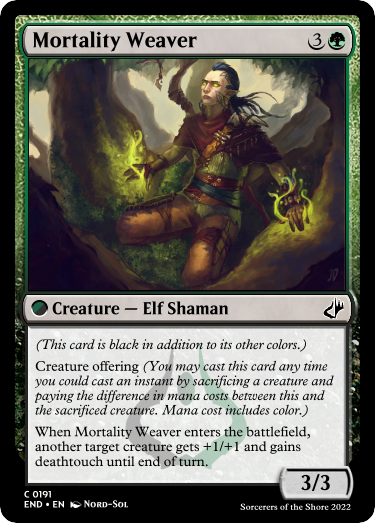 Mortality Weaver 3
Creature — Elf Shaman
(This card is black in addition to its other colors.)
Creature offering (You may cast this card any time
you could cast an instant by sacrificing a creature and
paying the difference in mana costs between this and
the sacrificed creature. Mana cost includes color.)
When Mortality Weaver enters the battlefield,
another target creature gets +1/+1 and gains
deathtouch until end of turn.
3/3
C 0191
END • EN Nord-Sol
Sorcerers of the Shore 2022